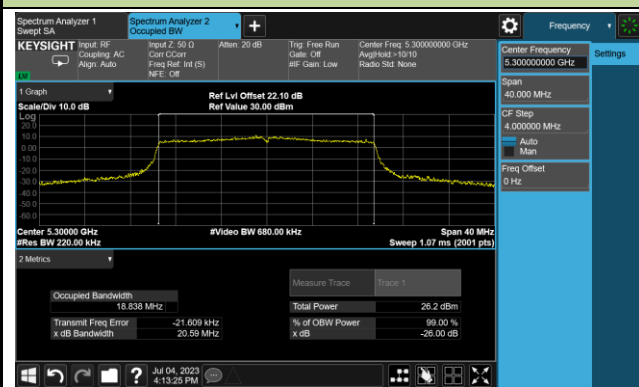 Spectrum Analyzer 1
Swept SA
Spectrum Analyzer 2
Occupied BW
Frequency
KEYSIGHT
Input: RF
Coupling: AC
Align: Auto
Input Z: 50 Ω
Corr CCorr
Freq Ref: Int (S)
NFE: Off
Atten: 20 dB
Trig: Free Run
Gate: Off
#IF Gain: Low
Center Freq: 5.300000000 GHz
Avg|Hold:>10/10
Radio Std: None
LXI
Center Frequency
5.300000000 GHz
Settings
Span
40.000 MHz
CF Step
4.000000 MHz
Auto
Man
Freq Offset
0 Hz
1 Graph
Scale/Div 10.0 dB
Ref Lvl Offset 22.10 dB
Ref Value 30.00 dBm
Log
20.0
10.0
0.00
-10.0
-20.0
-30.0
-40.0
-50.0
-60.0
Center 5.30000 GHz
#Res BW 220.00 kHz
#Video BW 680.00 kHz
Span 40 MHz
Sweep 1.07 ms (2001 pts)
2 Metrics
Measure Trace
Trace 1
Occupied Bandwidth
18.838 MHz
Total Power
26.2 dBm
Transmit Freq Error
-21.609 kHz
% of OBW Power
99.00 %
x dB Bandwidth
20.59 MHz
x dB
-26.00 dB
Jul 04, 2023
4:13:25 PM